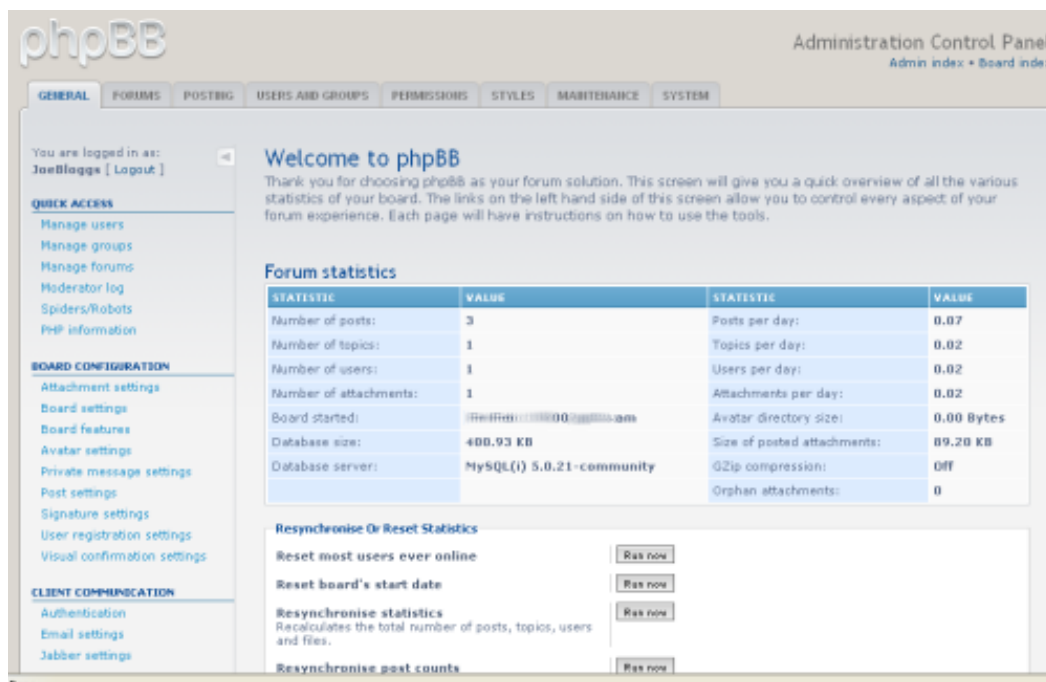 phpBB
Administration Control Pane
Admin index • Board inde
GENERAL FORUMS POSTING USERS AND GROUPS PERMISSIONS STYLES MAINTENANCE SYSTEM
You are logged in as:
JoeBloggs [ Logout ]
QUICK ACCESS
Manage users
Manage groups
Manage forums
Moderator log
Spiders/Robots
PHP information
BOARD CONFIGURATION
Attachment settings
Board settings
Board features
Avatar settings
Private message settings
Post settings
Signature settings
User registration settings
Visual confirmation settings
CLIENT COMMUNICATION
Authentication
Email settings
Jabber settings
Welcome to phpBB
Thank you for choosing phpBB as your forum solution. This screen will give you a quick overview of all the various
statistics of your board. The links on the left hand side of this screen allow you to control every aspect of your
forum experience. Each page will have instructions on how to use the tools.
Forum statistics
STATISTIC VALUE STATISTIC VALUE
Number of posts: 3 Posts per day: 0.07
Number of topics: 1 Topics per day: 0.02
Number of users: 1 Users per day: 0.02
Number of attachments: 1 Attachments per day: 0.02
Board started: am Avatar directory size: 0.00 Bytes
Database size: 400.93 KB Size of posted attachments: 89.20 KB
Database server: MySQL(i) 5.0.21-community GZip compression: Off
Orphan attachments: 0
Resynchronise Or Reset Statistics
Reset most users ever online Run now
Reset board's start date Run now
Resynchronise statistics Run now
Recalculates the total number of posts, topics, users
and files.
Resynchronise post counts Run now